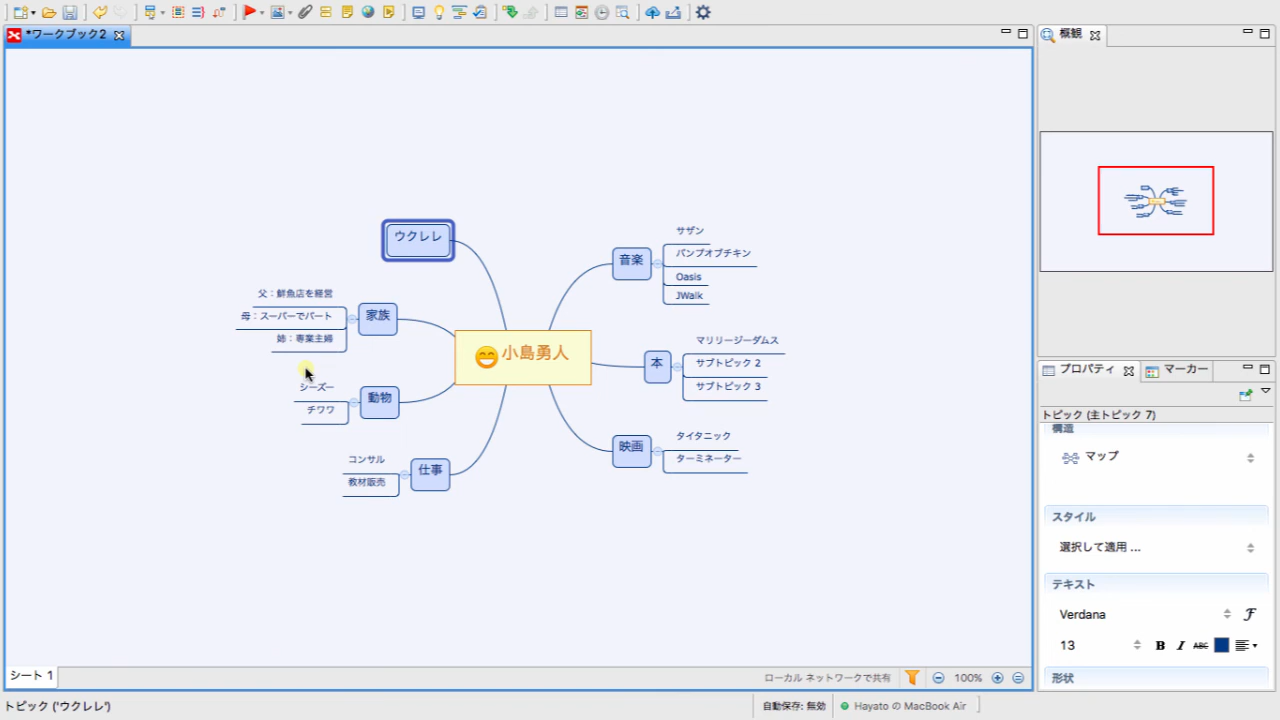 *ワークブック2
概観
ウクレレ
サザン
バンプオブチキン
音楽
Oasis
JWalk
父：鮮魚店を経営
母：スーパーでパート
家族
姉：専業主婦
小島勇人
マリリージーダムス
本
サブトピック 2
サブトピック 3
シーズー
動物
チワワ
タイタニック
映画
ターミネーター
コンサル
仕事
教材販売
プロパティ
マーカー
トピック (主トピック 7)
構造
マップ
スタイル
選択して適用 ...
テキスト
Verdana
13
B I ABC
形状
シート 1
ローカル ネットワークで共有
100%
トピック ('ウクレレ')
自動保存: 無効
Hayato の MacBook Air